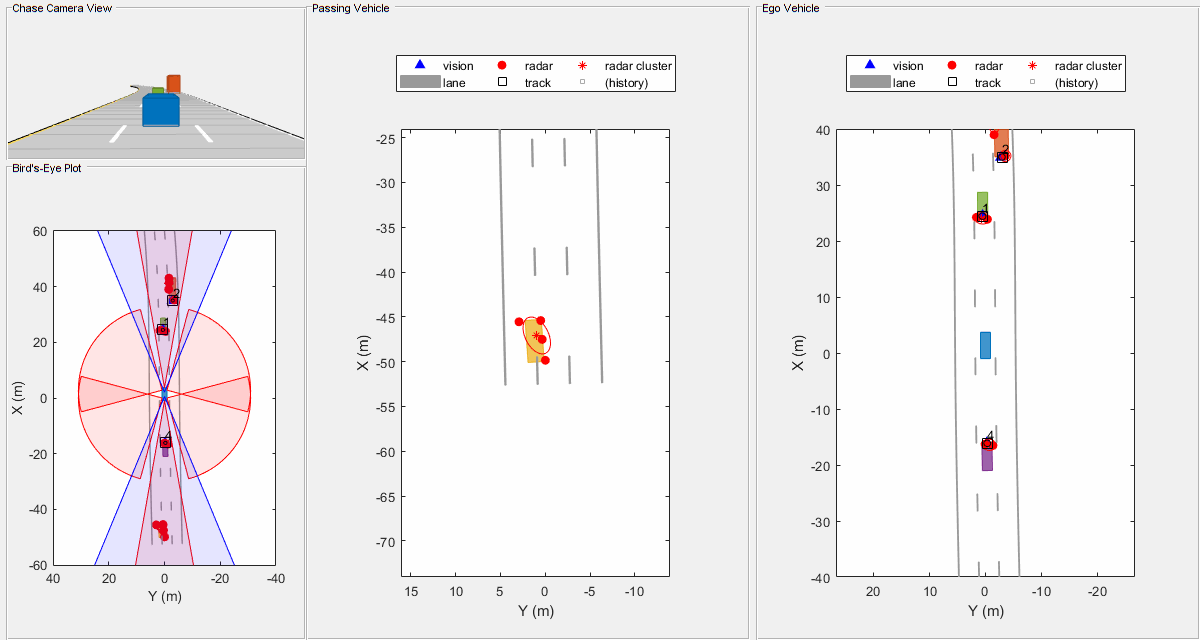 Chase Camera View
Bird's-Eye Plot
60
40
20
0
-20
-40
-60
40
20
0
-20
-40
X (m)
Y (m)
2
1
4
Passing Vehicle
vision
radar
radar cluster
lane
track
(history)
-25
-30
-35
-40
-45
-50
-55
-60
-65
-70
15
10
5
0
-5
-10
X (m)
Y (m)
Ego Vehicle
vision
radar
radar cluster
lane
track
(history)
40
30
20
10
0
-10
-20
-30
-40
20
10
0
-10
-20
X (m)
Y (m)
2
1
4